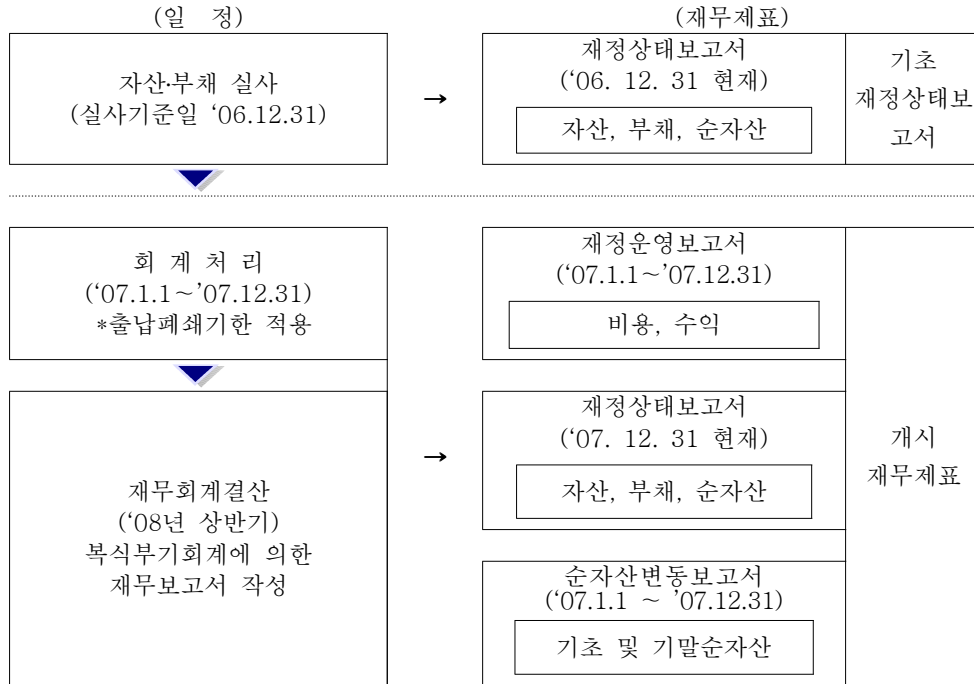 (일 정)
(재무제표)
자산·부채 실사
(실사기준일 ‘06.12.31)
→
재정상태보고서
(‘06. 12. 31 현재)
자산, 부채, 순자산
기초
재정상태보
고서
회 계 처 리
(‘07.1.1～’07.12.31)
*출납폐쇄기한 적용
재무회계결산
(‘08년 상반기)
복식부기회계에 의한
재무보고서 작성
→
재정운영보고서
(‘07.1.1～’07.12.31)
비용, 수익
재정상태보고서
(‘07. 12. 31 현재)
자산, 부채, 순자산
순자산변동보고서
(‘07.1.1 ～ ’07.12.31)
기초 및 기말순자산
개시
재무제표